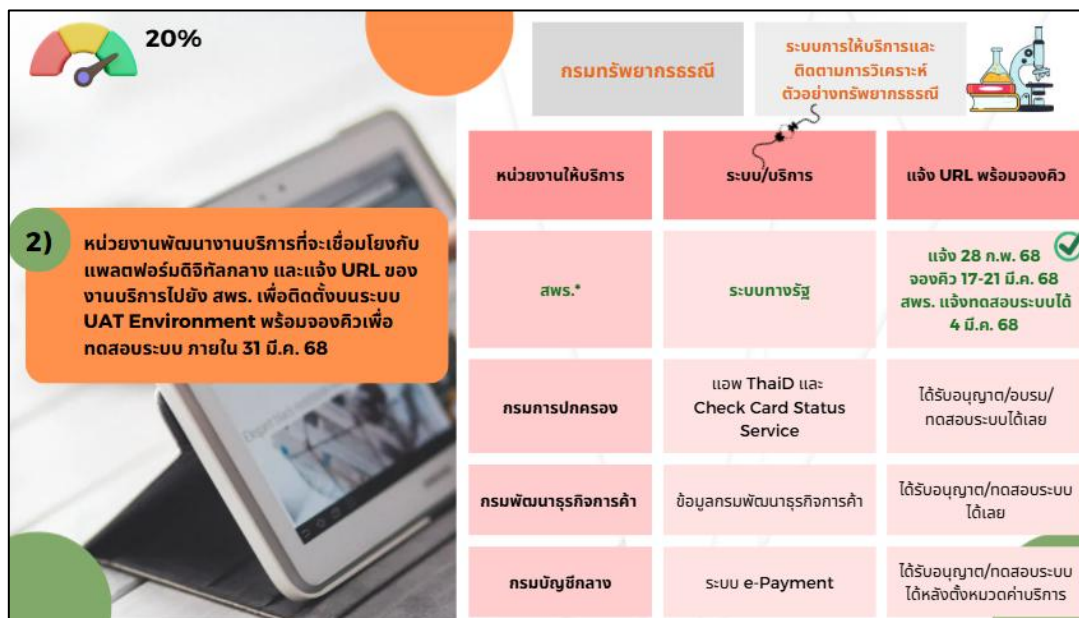 20%
กรมทรัพยากรธรณี
ระบบการให้บริการและ
ติดตามการวิเคราะห์
ตัวอย่างทรัพยากรธรณี
2)
หน่วยงานพัฒนางานบริการที่จะเชื่อมโยงกับ
แพลตฟอร์มดิจิทัลกลาง และแจ้ง URL ของ
งานบริการไปยัง สพร. เพื่อติดตั้งบนระบบ
UAT Environment พร้อมจองคิวเพื่อ
ทดสอบระบบ ภายใน 31 มี.ค. 68
หน่วยงานให้บริการ
ระบบ/บริการ
แจ้ง URL พร้อมจองคิว
สพร.*
ระบบทางรัฐ
แจ้ง 28 ก.พ. 68
จองคิว 17-21 มี.ค. 68
สพร. แจ้งทดสอบระบบได้
4 มี.ค. 68
กรมการปกครอง
แอพ ThaiD และ
Check Card Status
Service
ได้รับอนุญาต/อบรม/
ทดสอบระบบได้เลย
กรมพัฒนาธุรกิจการค้า
ข้อมูลกรมพัฒนาธุรกิจการค้า
ได้รับอนุญาต/ทดสอบระบบ
ได้เลย
กรมบัญชีกลาง
ระบบ e-Payment
ได้รับอนุญาต/ทดสอบระบบ
ได้หลังตั้งหมวดค่าบริการ